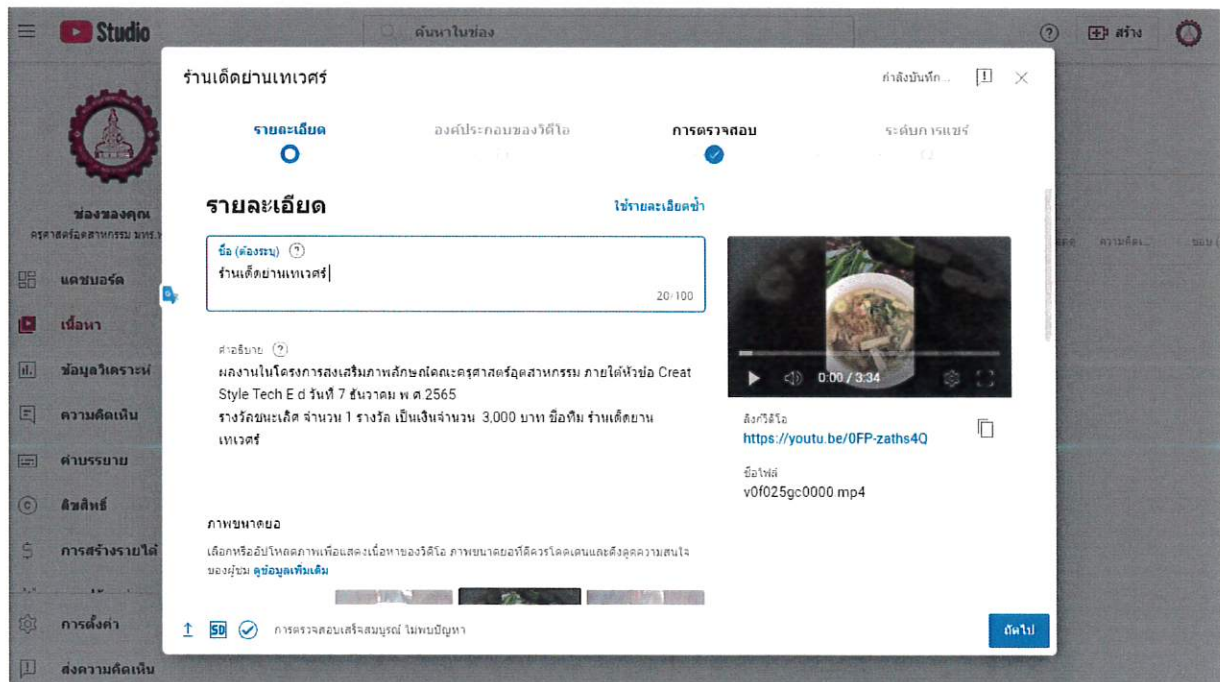 Studio
ค้นหาในช่อง
สร้าง
ช่องของคุณ
แดชบอร์ด
เนื้อหา
ข้อมูลวิเคราะห์
ความคิดเห็น
คำบรรยาย
ลิขสิทธิ์
การสร้างรายได้
การตั้งค่า
ส่งความคิดเห็น
ร้านเด็ดย่านเทเวศร์
กำลังบันทึก...
รายละเอียด
องค์ประกอบของวิดีโอ
การตรวจสอบ
ระดับการแชร์
รายละเอียด
ใช้รายละเอียดซ้ำ
ชื่อ (ต้องระบุ)
ร้านเด็ดย่านเทเวศร์
20/100
คำอธิบาย
ผลงานในโครงการส่งเสริมภาพลักษณ์คณะครุศาสตร์อุตสาหกรรม ภายใต้หัวข้อ Creat
Style Tech E d วันที่ 7 ธันวาคม พ.ศ.2565
รางวัลชนะเลิศ จำนวน 1 รางวัล เป็นเงินจำนวน 3,000 บาท ชื่อทีม ร้านเด็ดยาน
เทเวศร์
0:00 / 3:34
ลิงก์วิดีโอ
https://youtu.be/0FP-zaths4Q
ชื่อไฟล์
v0f025gc0000.mp4
ภาพขนาดย่อ
เลือกหรืออัปโหลดภาพเพื่อแสดงเนื้อหาของวิดีโอ ภาพขนาดย่อที่ดีควรโดดเด่นและดึงดูดความสนใจ
ของผู้ชม ดูข้อมูลเพิ่มเติม
SD
การตรวจสอบเสร็จสมบูรณ์ ไม่พบปัญหา
ถัดไป